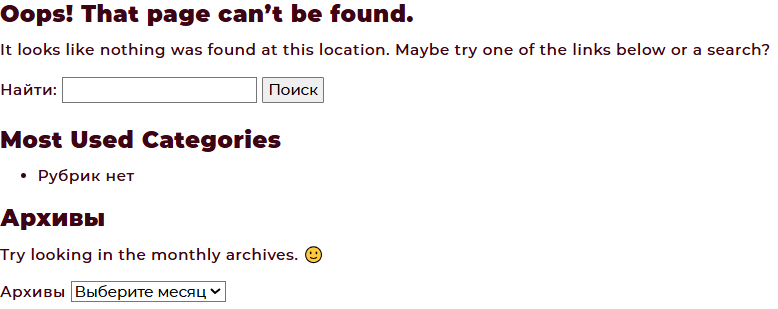 Oops! That page can’t be found.
It looks like nothing was found at this location. Maybe try one of the links below or a search?
Найти: Поиск
Most Used Categories
• Рубрик нет
Архивы
Try looking in the monthly archives. 🙂
Архивы Выберите месяц